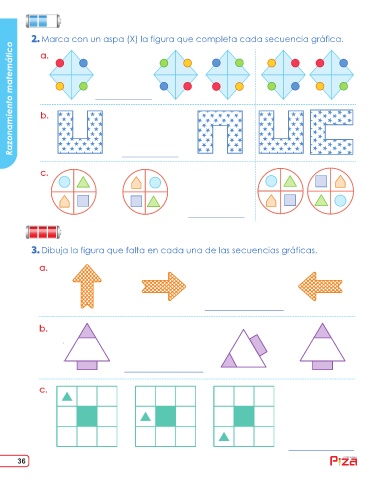 Razonamiento matemático
2. Marca con un aspa (X) la figura que completa cada secuencia gráfica.
a.
b.
c.
3. Dibuja la figura que falta en cada una de las secuencias gráficas.
a.
b.
c.
36